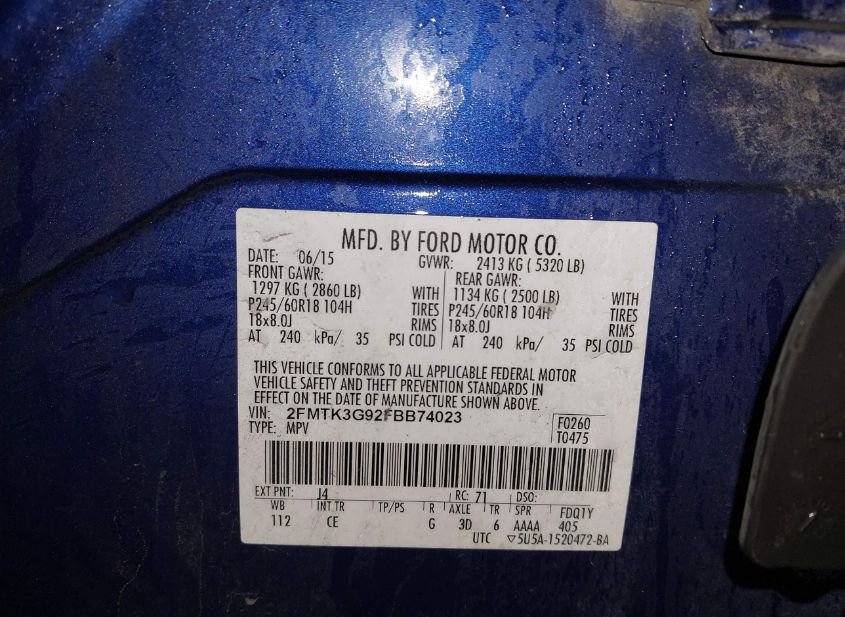 MFD. BY FORD MOTOR CO.
DATE: 06/15 GVWR: 2413 KG ( 5320 LB)
FRONT GAWR: REAR GAWR:
1297 KG ( 2860 LB) WITH 1134 KG ( 2500 LB) WITH
P245/60R18 104H TIRES P245/60R18 104H TIRES
18x8.0J RIMS 18x8.0J RIMS
AT 240 kPa/ 35 PSI COLD AT 240 kPa/ 35 PSI COLD
THIS VEHICLE CONFORMS TO ALL APPLICABLE FEDERAL MOTOR
VEHICLE SAFETY AND THEFT PREVENTION STANDARDS IN
EFFECT ON THE DATE OF MANUFACTURE SHOWN ABOVE.
VIN: 2FMTK3G92FBB74023 F0260
TYPE: MPV T0475
EXT PNT: J4 RC: 71 DSO:
WB INT TR TP/PS R AXLE TR SPR FDQ1Y
112 CE G 3D 6 AAAA 405
UTC ▽5U5A-1520472-BA